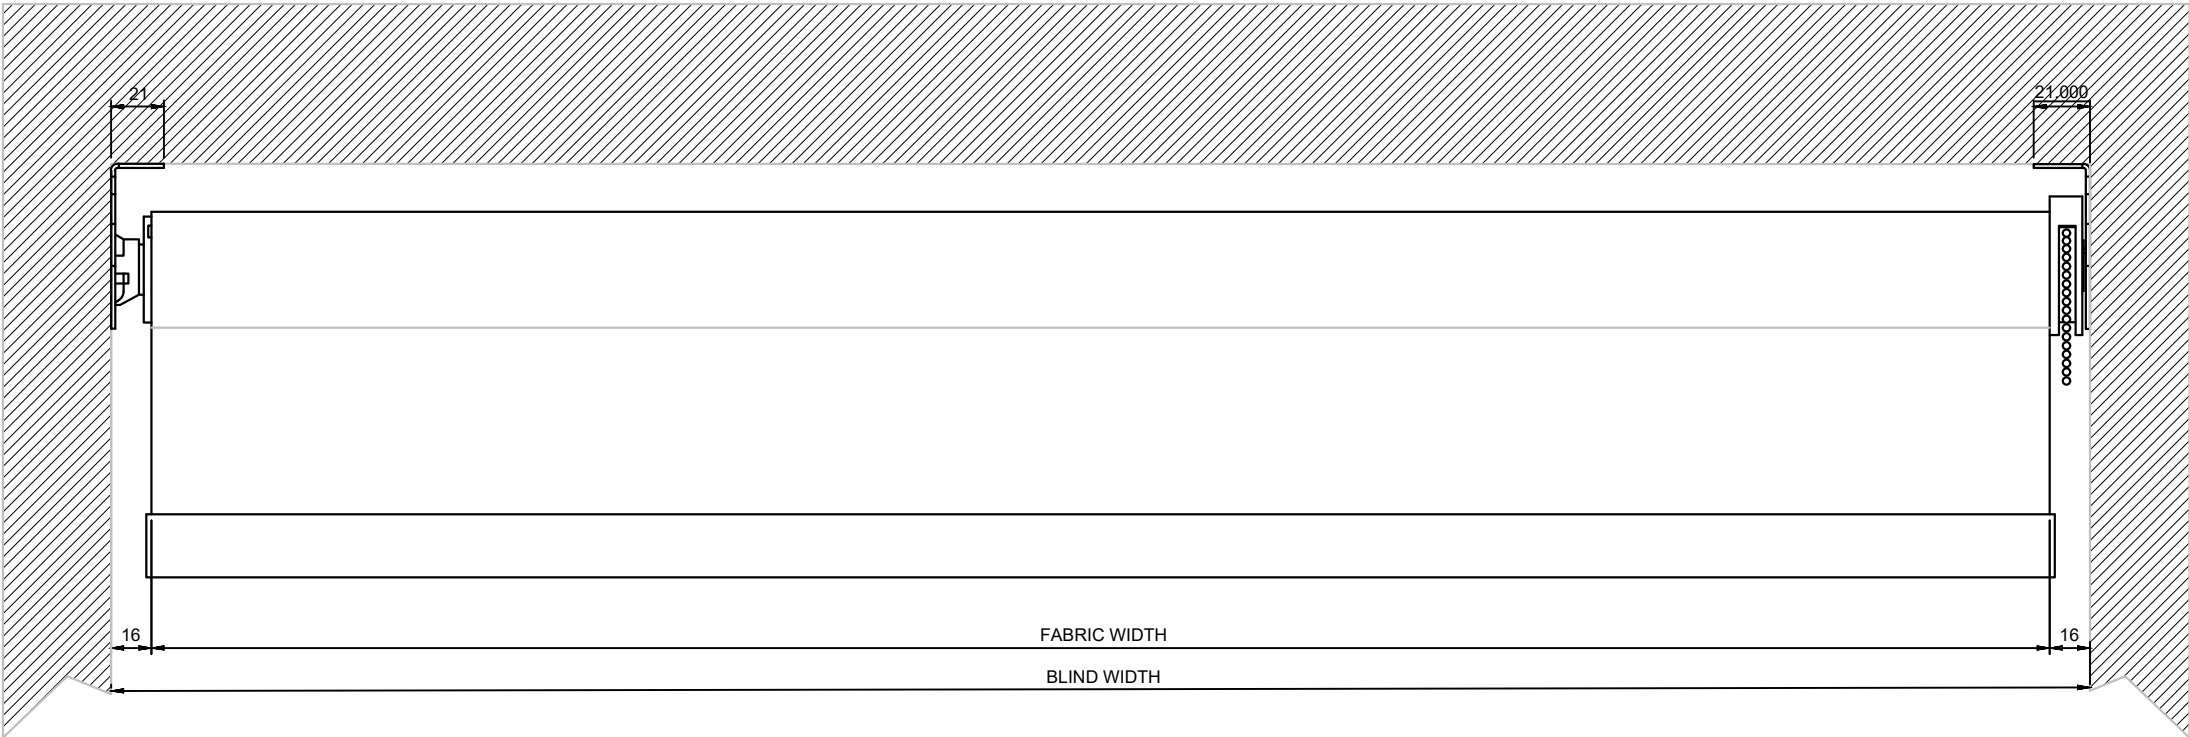 21
21.000
16
FABRIC WIDTH
16
BLIND WIDTH